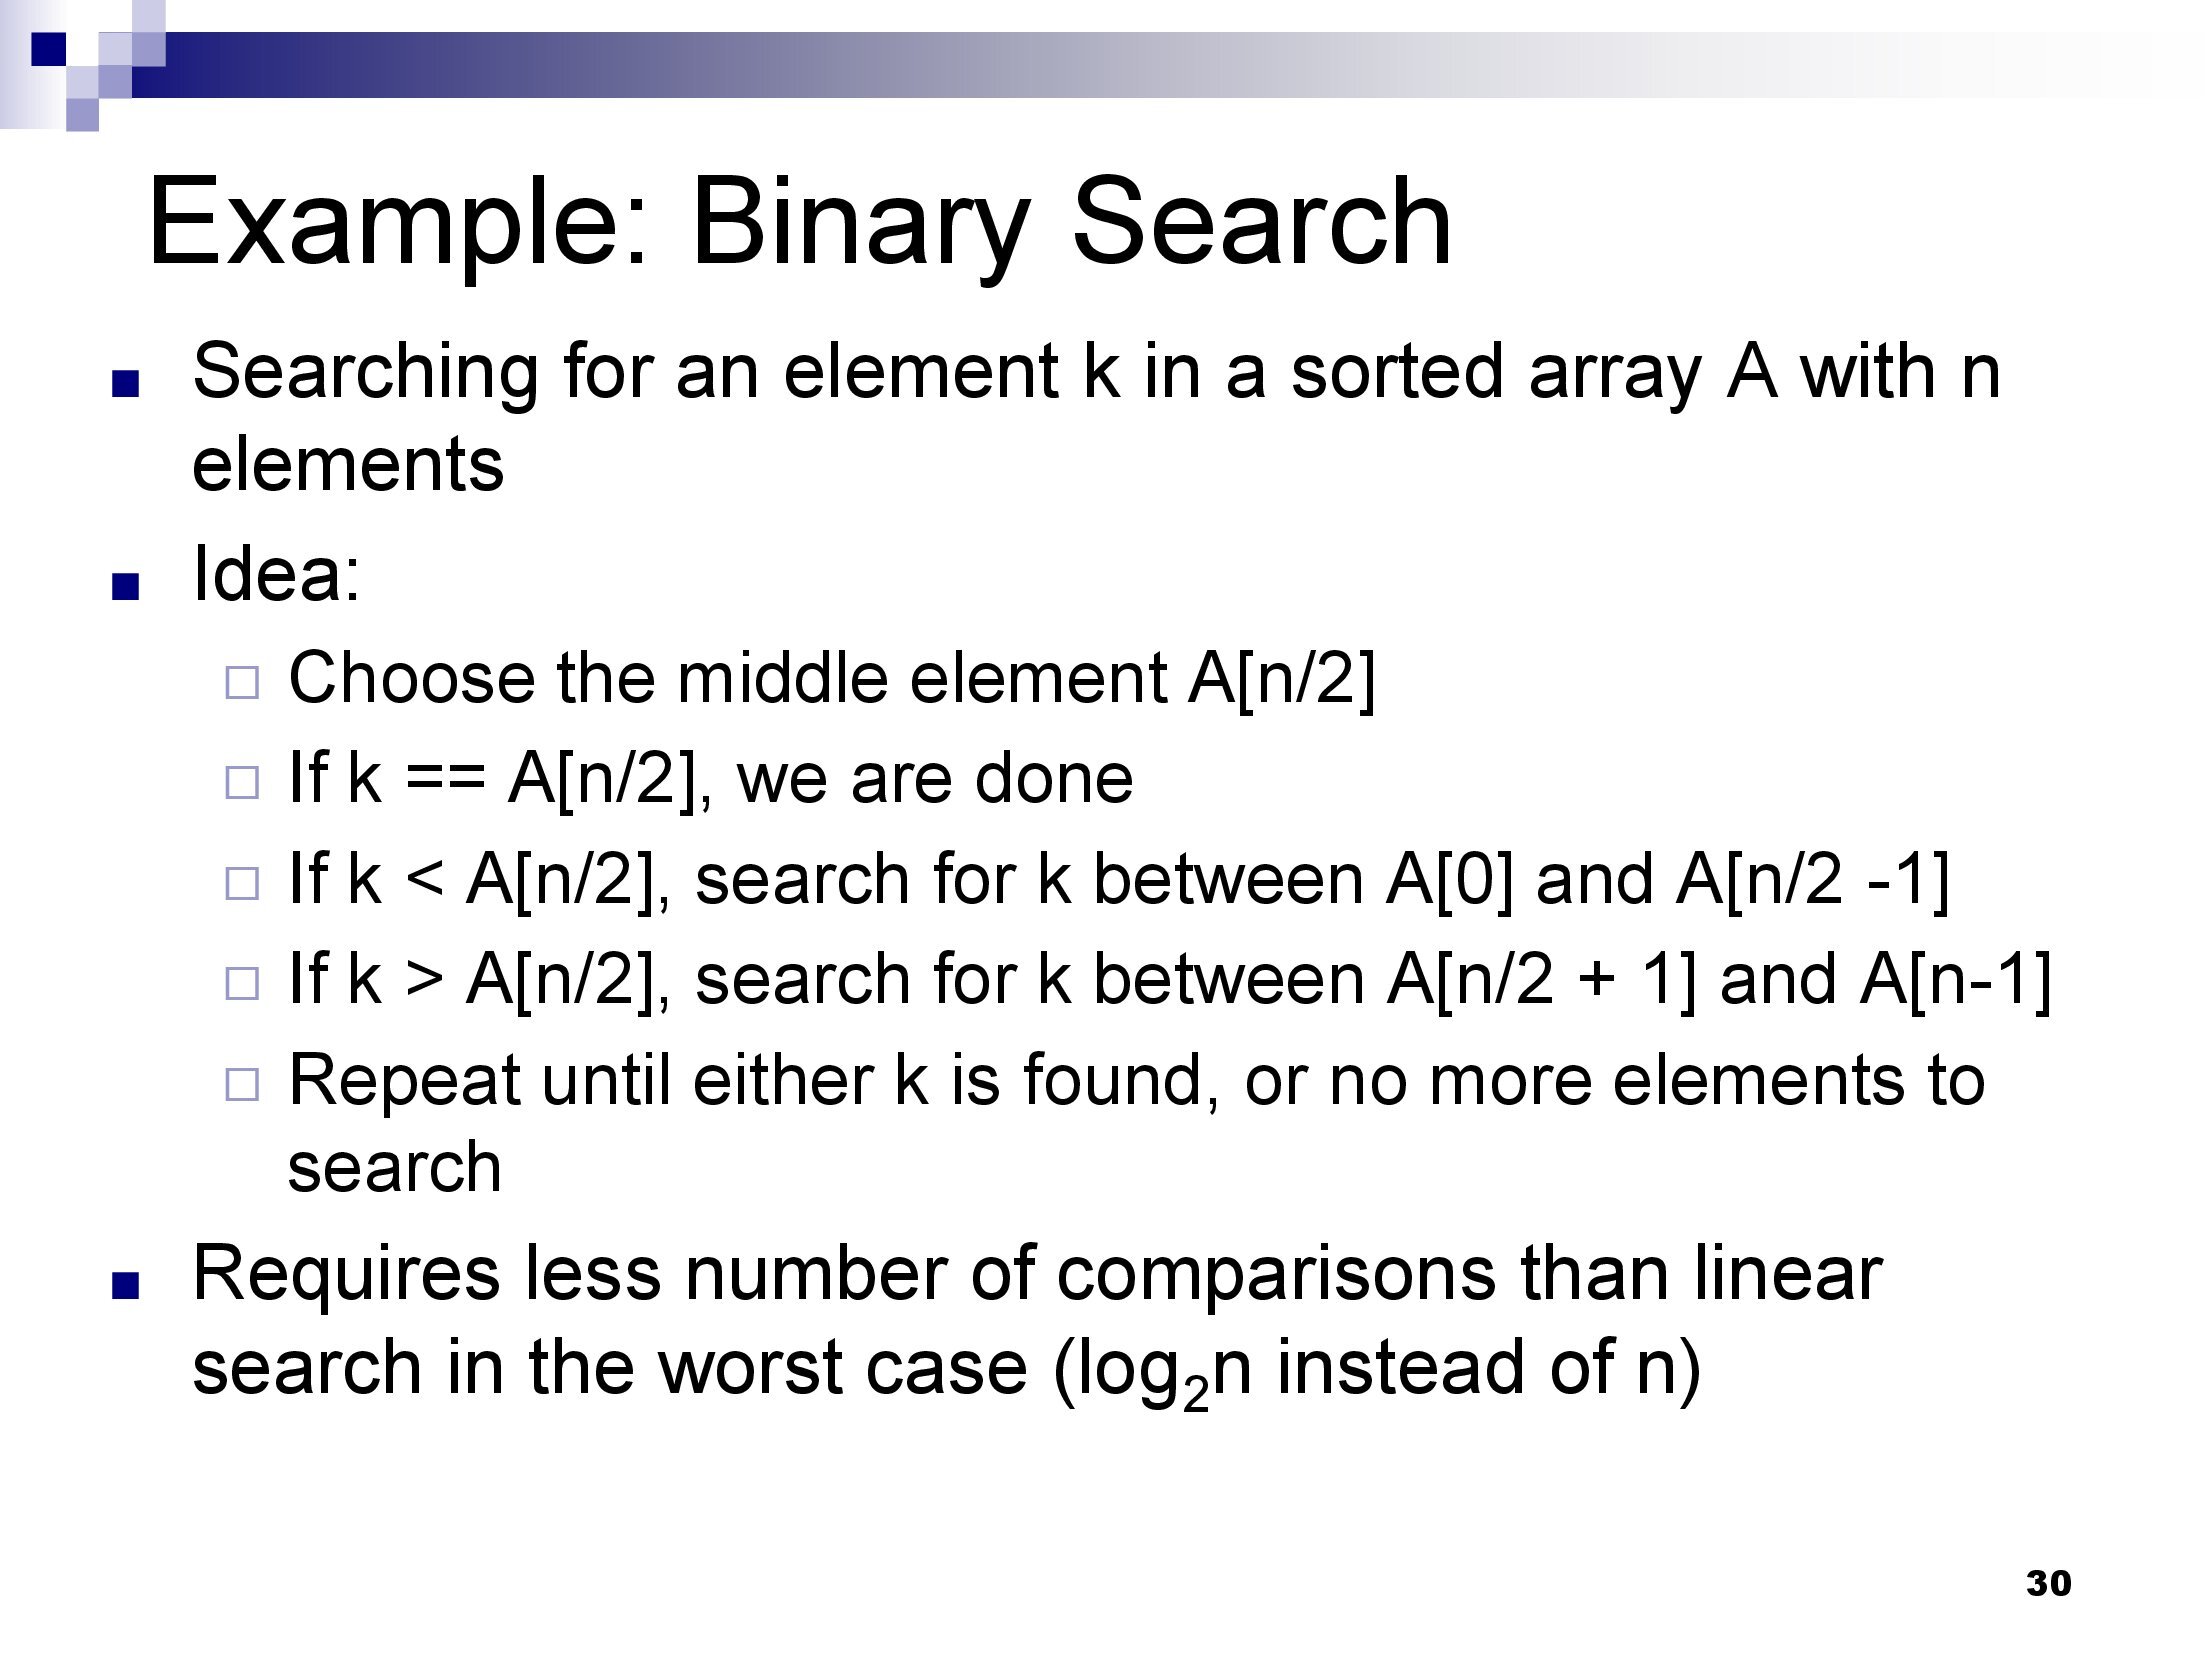 Example: Binary Search
Searching for an element k in a sorted array A with n
elements
Idea:
Choose the middle element A[n/2]
If k == A[n/2], we are done
If k < A[n/2], search for k between A[0] and A[n/2 -1]
If k > A[n/2], search for k between A[n/2 + 1] and A[n-1]
Repeat until either k is found, or no more elements to
search
Requires less number of comparisons than linear
search in the worst case (log₂n instead of n)
30